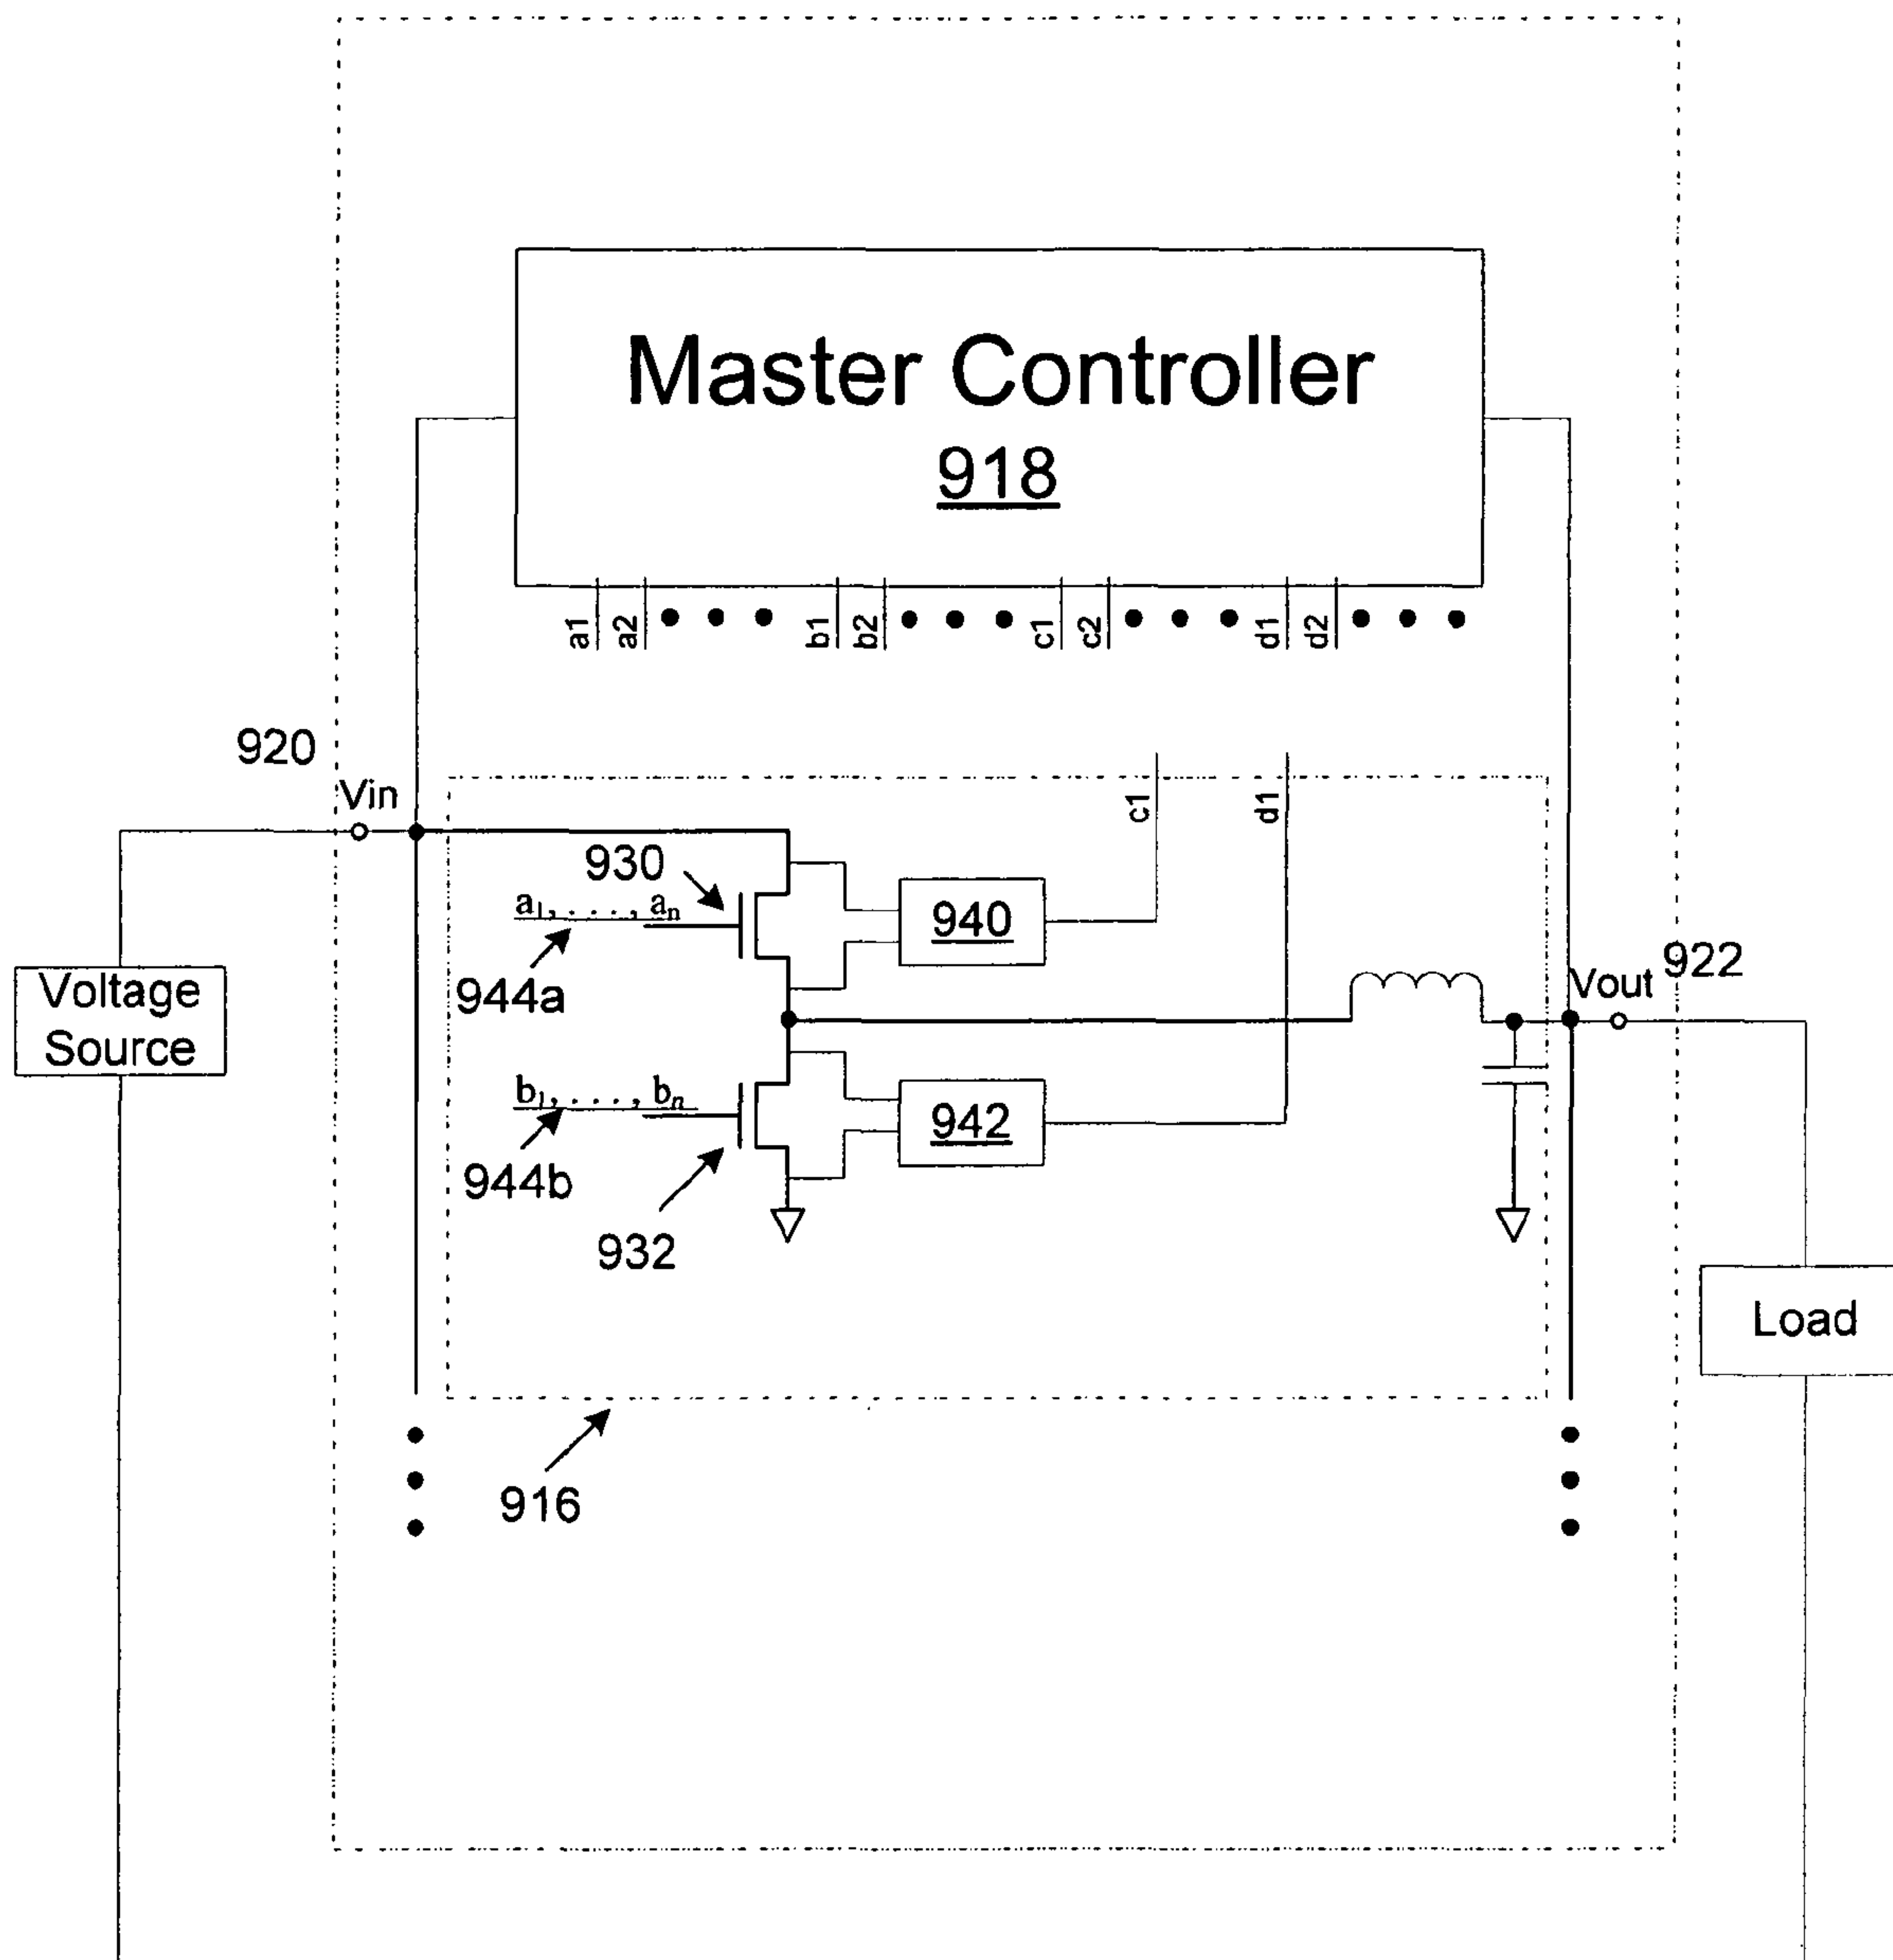 Master Controller
918
a1
a2
b1
b2
c1
c2
d1
d2
920
Vin
c1
d1
930
a₁, . . . , aₙ
940
944a
Voltage
Source
Vout
922
b₁, . . . , bₙ
942
944b
932
Load
916